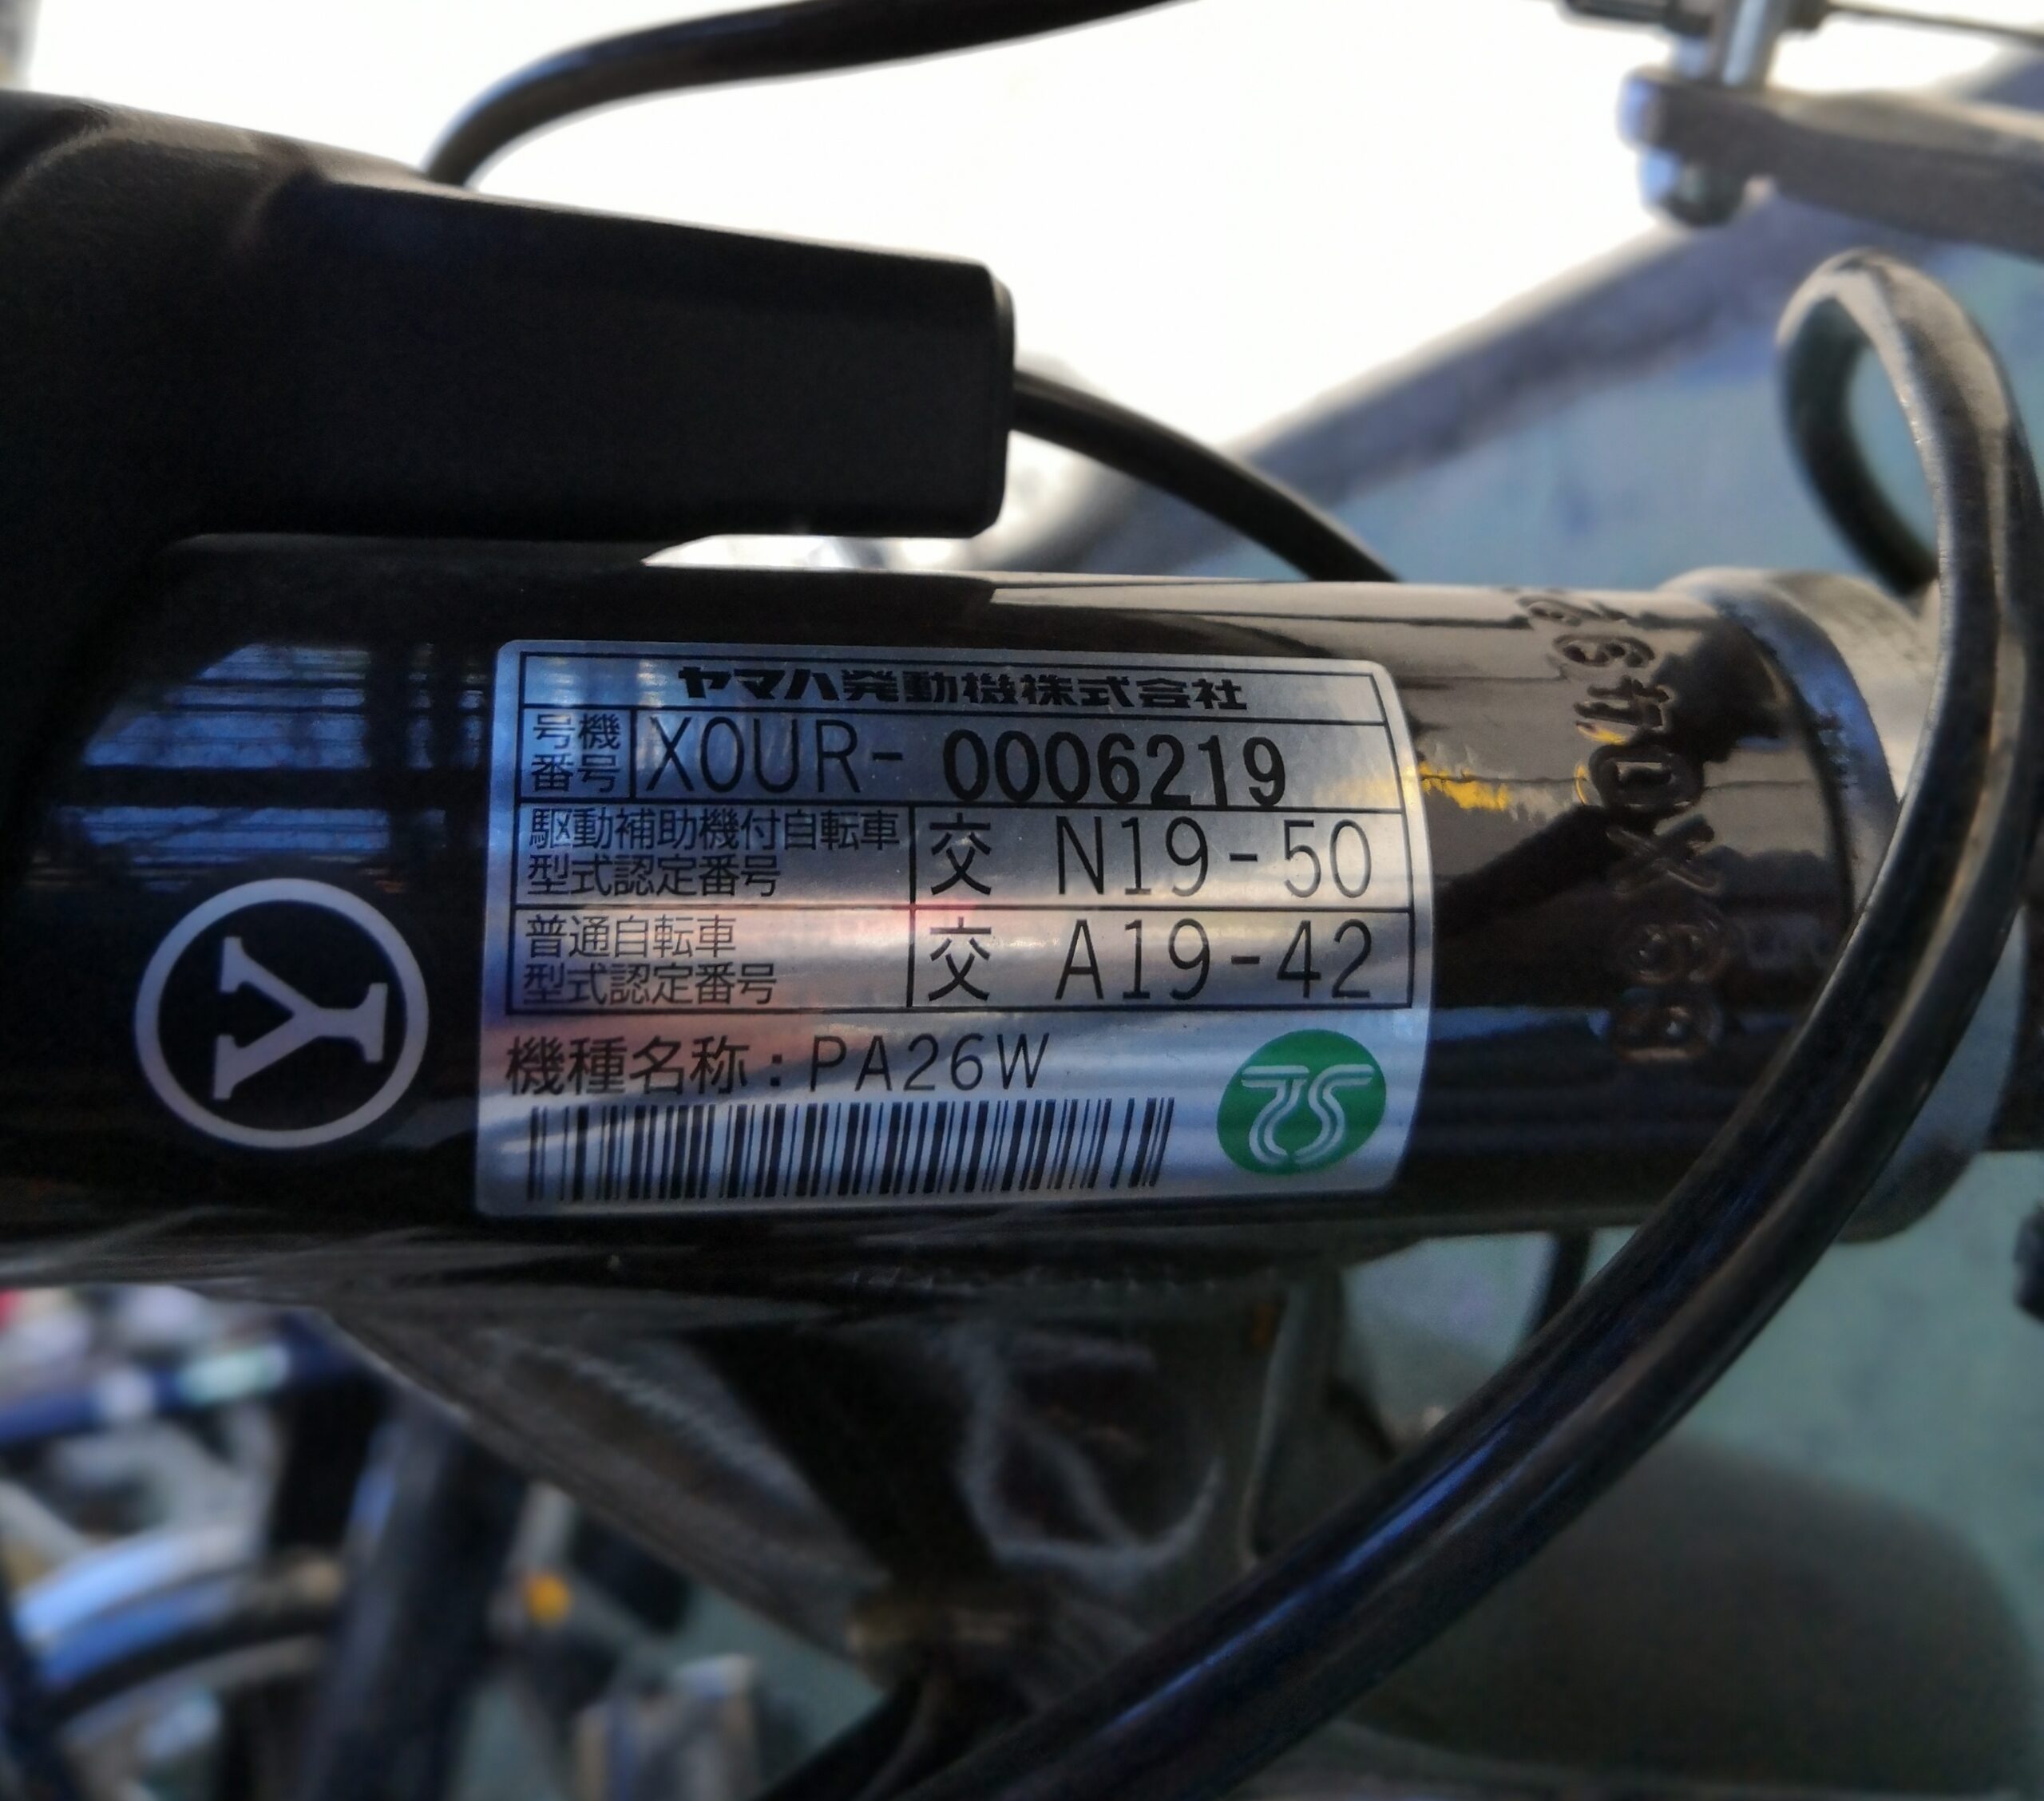 ヤマハ発動機株式会社
号機番号 X0UR- 0006219
駆動補助機付自転車
型式認定番号 交 N19-50
普通自転車
型式認定番号 交 A19-42
機種名称：PA26W
TS
Y